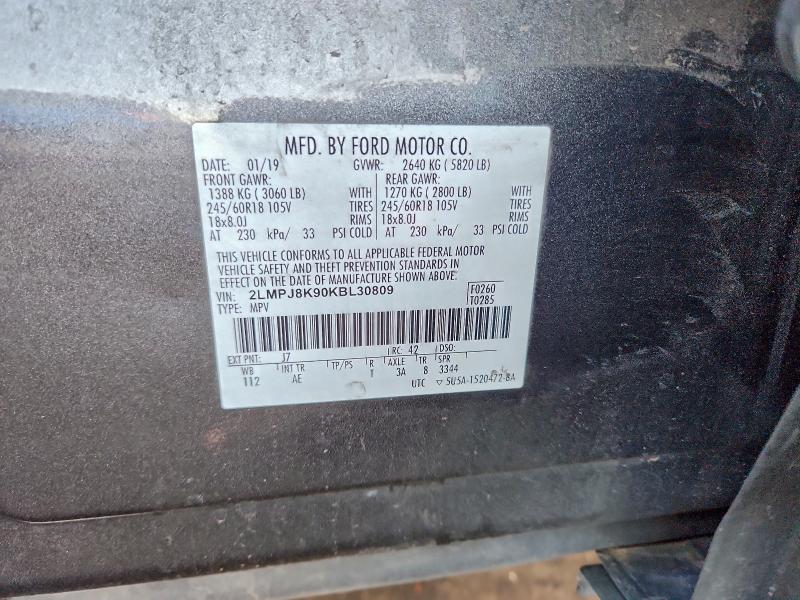 MFD. BY FORD MOTOR CO.
DATE: 01/19 GVWR: 2640 KG ( 5820 LB)
FRONT GAWR: REAR GAWR:
1388 KG ( 3060 LB) WITH 1270 KG ( 2800 LB) WITH
245/60R18 105V TIRES 245/60R18 105V TIRES
18x8.0J RIMS 18x8.0J RIMS
AT 230 kPa/ 33 PSI COLD AT 230 kPa/ 33 PSI COLD
THIS VEHICLE CONFORMS TO ALL APPLICABLE FEDERAL MOTOR
VEHICLE SAFETY AND THEFT PREVENTION STANDARDS IN
EFFECT ON THE DATE OF MANUFACTURE SHOWN ABOVE.
VIN: 2LMPJ8K90KBL30809 F0260
TYPE: MPV T0285
EXT PNT: J7 RC: 42 DSO:
WB INT TR TP/PS R AXLE TR SPR
112 AE T 3A 8 3344
UTC ▽ 5U5A-1520472-BA